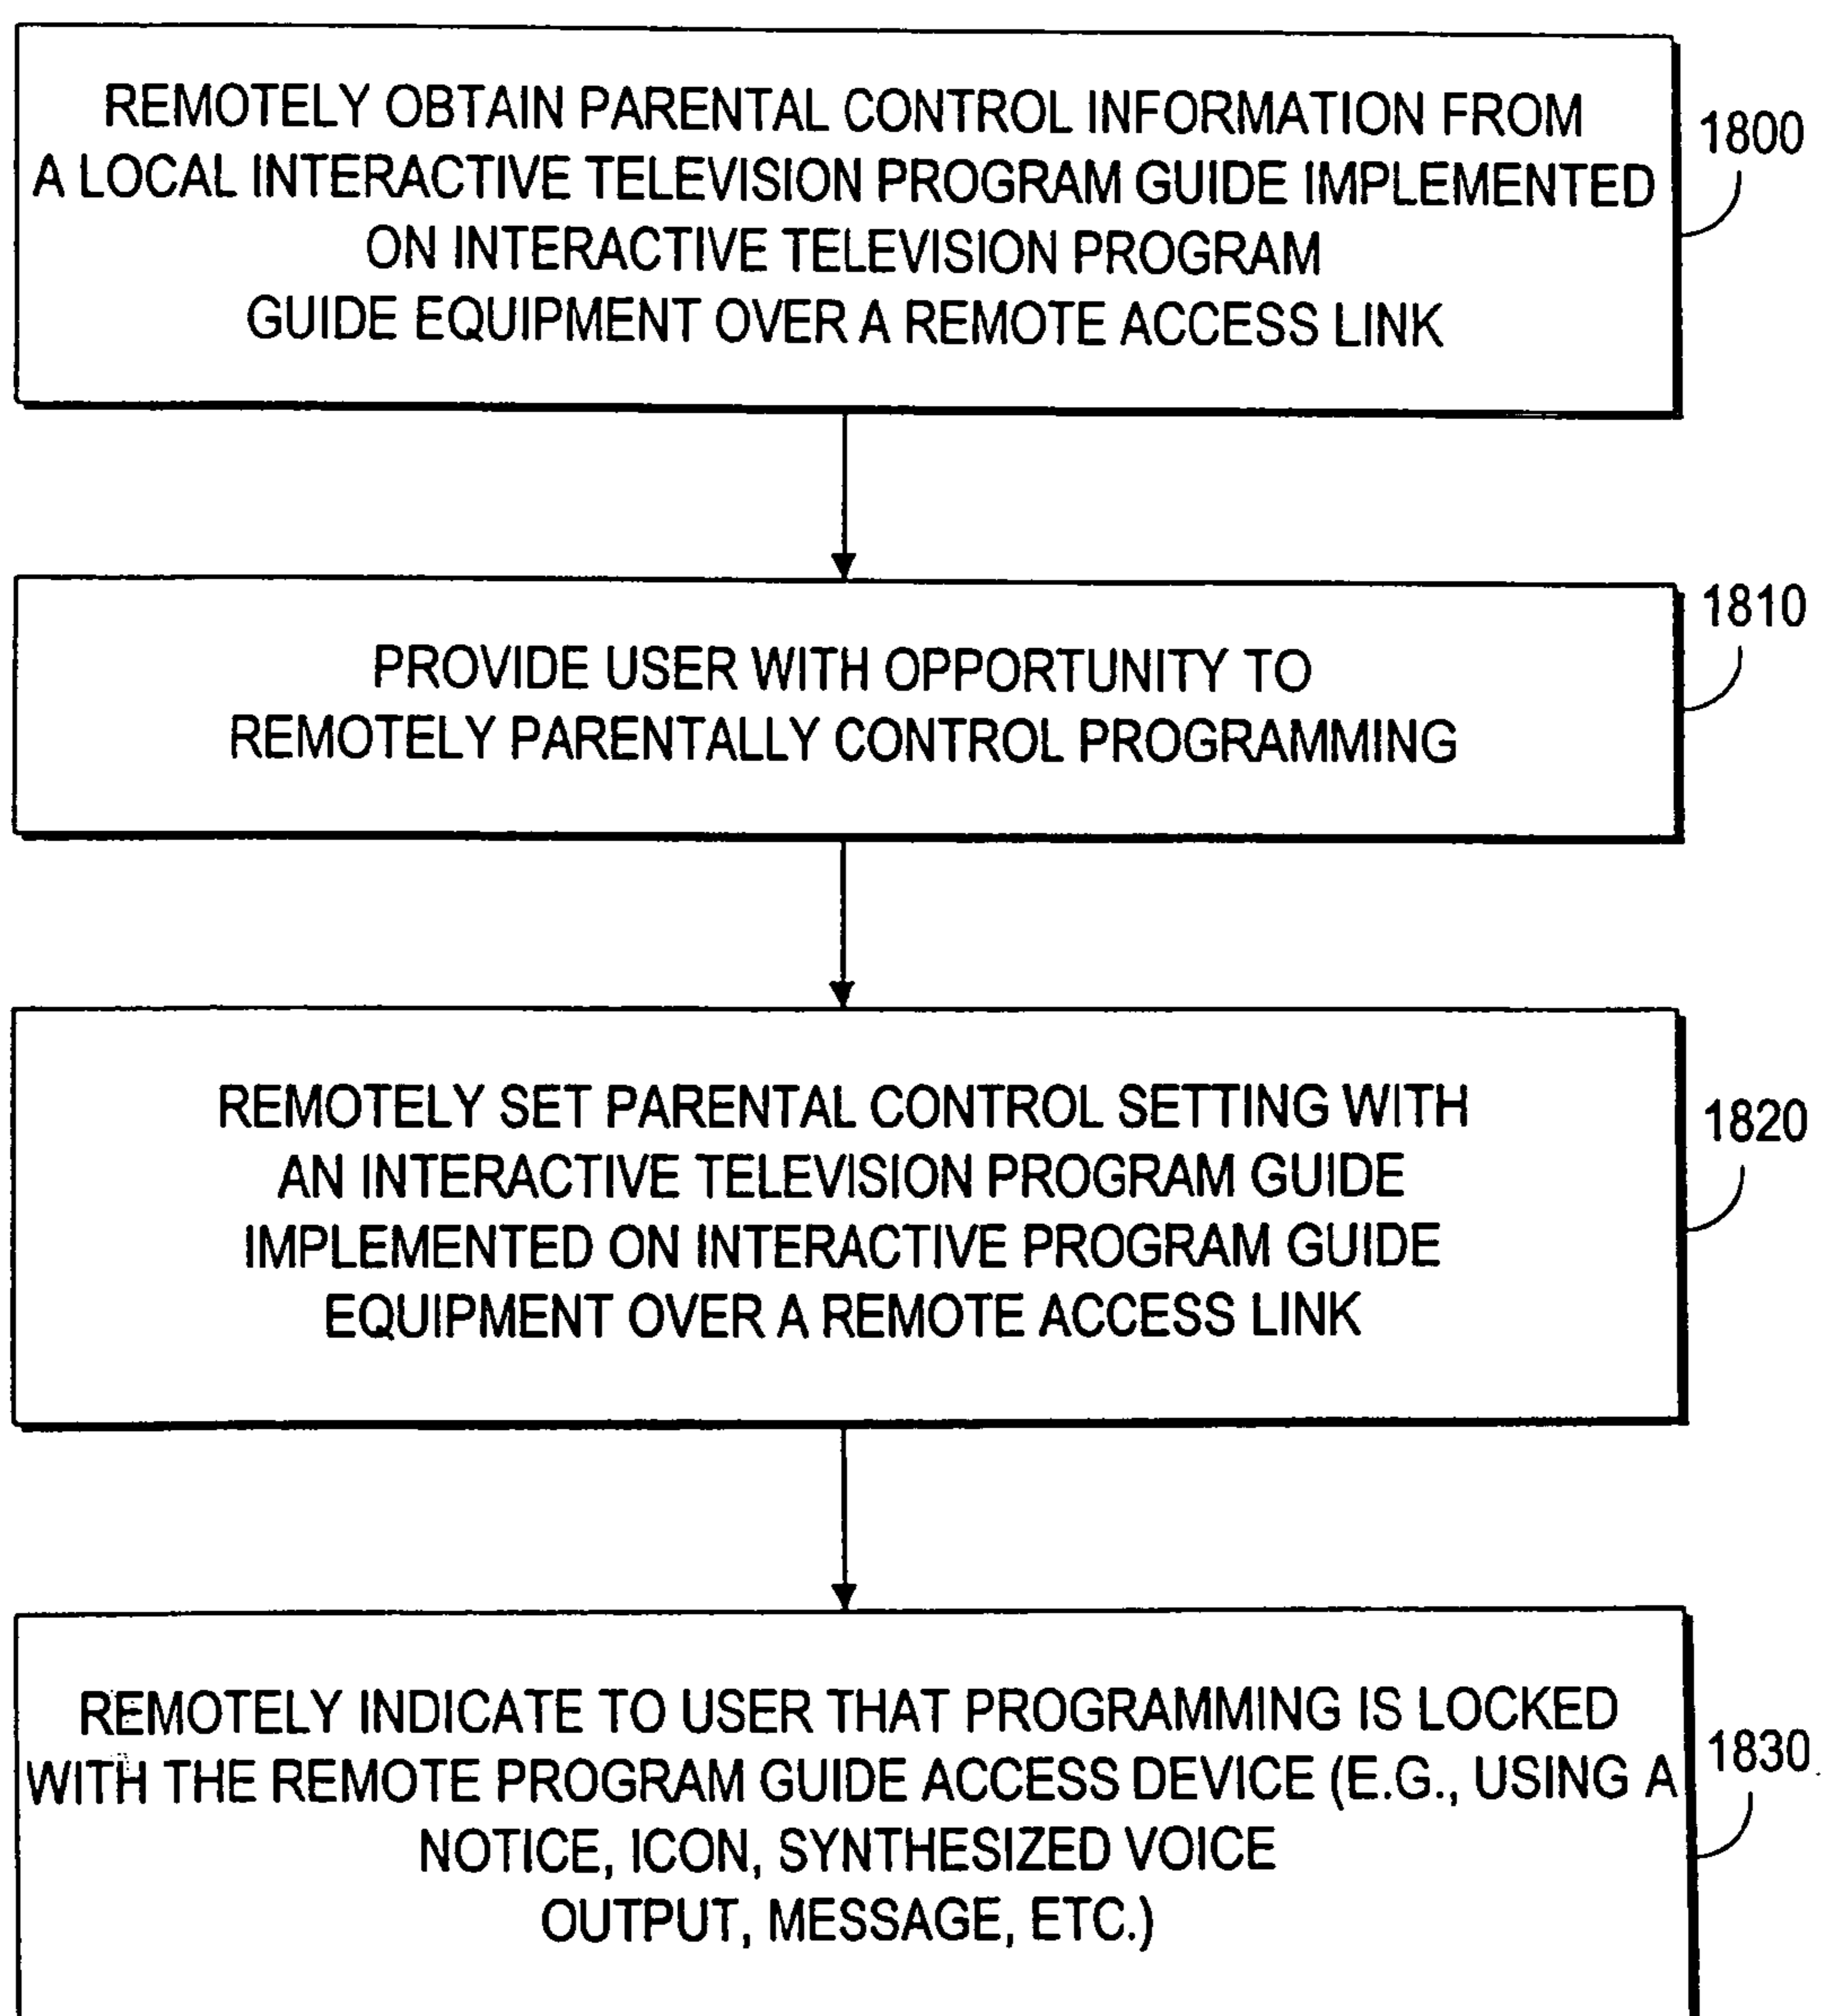 REMOTELY OBTAIN PARENTAL CONTROL INFORMATION FROM
A LOCAL INTERACTIVE TELEVISION PROGRAM GUIDE IMPLEMENTED
ON INTERACTIVE TELEVISION PROGRAM
GUIDE EQUIPMENT OVER A REMOTE ACCESS LINK
1800
PROVIDE USER WITH OPPORTUNITY TO
REMOTELY PARENTALLY CONTROL PROGRAMMING
1810
REMOTELY SET PARENTAL CONTROL SETTING WITH
AN INTERACTIVE TELEVISION PROGRAM GUIDE
IMPLEMENTED ON INTERACTIVE PROGRAM GUIDE
EQUIPMENT OVER A REMOTE ACCESS LINK
1820
REMOTELY INDICATE TO USER THAT PROGRAMMING IS LOCKED
WITH THE REMOTE PROGRAM GUIDE ACCESS DEVICE (E.G., USING A
NOTICE, ICON, SYNTHESIZED VOICE
OUTPUT, MESSAGE, ETC.)
1830